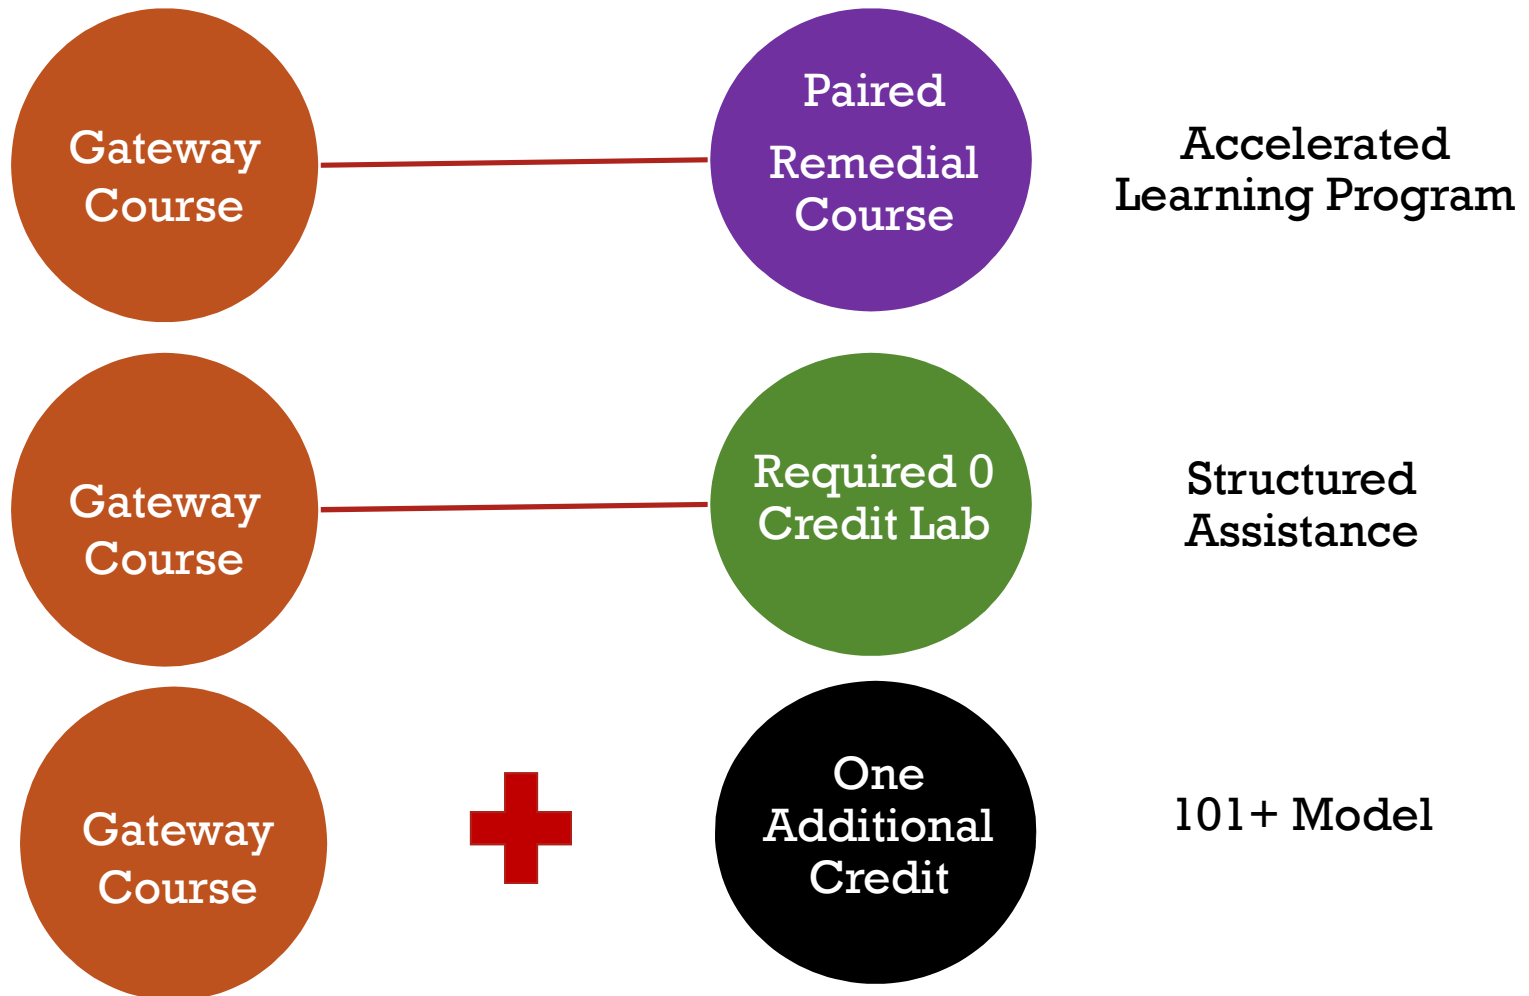 Gateway
Course
Paired
Remedial
Course
Accelerated
Learning Program
Gateway
Course
Required 0
Credit Lab
Structured
Assistance
Gateway
Course
One
Additional
Credit
101+ Model